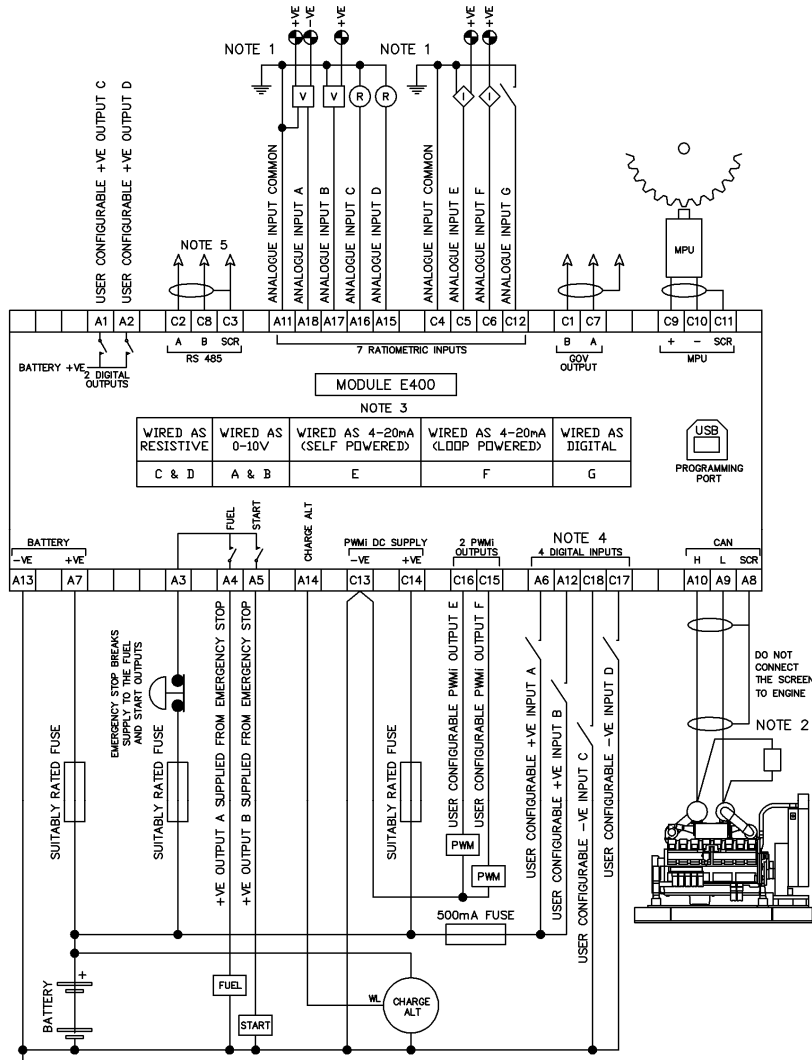 +VE
-VE
+VE
+VE
+VE
NOTE 1
NOTE 1
V
V
R
R
I
I
USER CONFIGURABLE +VE OUTPUT C
USER CONFIGURABLE +VE OUTPUT D
NOTE 5
ANALOGUE INPUT COMMON
ANALOGUE INPUT A
ANALOGUE INPUT B
ANALOGUE INPUT C
ANALOGUE INPUT D
ANALOGUE INPUT COMMON
ANALOGUE INPUT E
ANALOGUE INPUT F
ANALOGUE INPUT G
MPU
A1 A2 C2 C8 C3 A11 A18 A17 A16 A15 C4 C5 C6 C12 C1 C7 C9 C10 C11
A B SCR
RS 485
7 RATIOMETRIC INPUTS
B A
GOV
OUTPUT
+ - SCR
MPU
BATTERY +VE
2 DIGITAL
OUTPUTS
MODULE E400
NOTE 3
WIRED AS RESISTIVE
WIRED AS 0-10V
WIRED AS 4-20mA (SELF POWERED)
WIRED AS 4-20mA (LOOP POWERED)
WIRED AS DIGITAL
C & D
A & B
E
F
G
USB
PROGRAMMING
PORT
FUEL
START
CHARGE ALT
BATTERY
-VE +VE
PWMi DC SUPPLY
-VE +VE
2 PWMi
OUTPUTS
NOTE 4
4 DIGITAL INPUTS
CAN
H L SCR
A13 A7 A3 A4 A5 A14 C13 C14 C16 C15 A6 A12 C18 C17 A10 A9 A8
EMERGENCY STOP BREAKS
SUPPLY TO THE FUEL
AND START OUTPUTS
SUITABLY RATED FUSE
SUITABLY RATED FUSE
+VE OUTPUT A SUPPLIED FROM EMERGENCY STOP
+VE OUTPUT B SUPPLIED FROM EMERGENCY STOP
SUITABLY RATED FUSE
USER CONFIGURABLE PWMi OUTPUT E
USER CONFIGURABLE PWMi OUTPUT F
USER CONFIGURABLE +VE INPUT A
USER CONFIGURABLE +VE INPUT B
USER CONFIGURABLE -VE INPUT C
USER CONFIGURABLE -VE INPUT D
DO NOT
CONNECT
THE SCREEN
TO ENGINE
NOTE 2
PWM
PWM
500mA FUSE
BATTERY
+
FUEL
START
WL
CHARGE
ALT